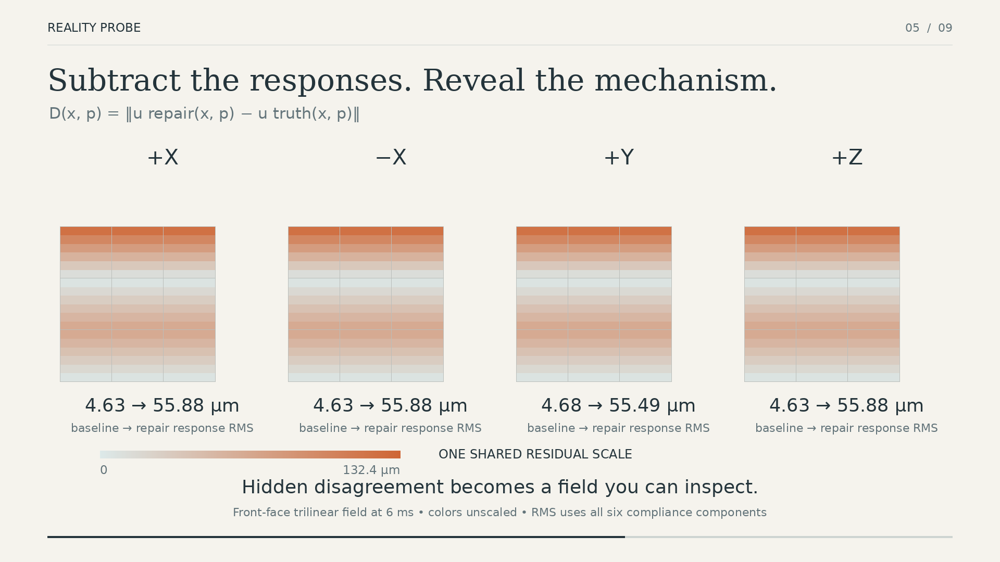 REALITY PROBE
05 / 09
Subtract the responses. Reveal the mechanism.
D(x, p) = ‖u repair(x, p) − u truth(x, p)‖
+X
−X
+Y
+Z
4.63 → 55.88 µm
4.63 → 55.88 µm
4.68 → 55.49 µm
4.63 → 55.88 µm
baseline → repair response RMS
baseline → repair response RMS
baseline → repair response RMS
baseline → repair response RMS
ONE SHARED RESIDUAL SCALE
0
132.4 µm
Hidden disagreement becomes a field you can inspect.
Front-face trilinear field at 6 ms • colors unscaled • RMS uses all six compliance components